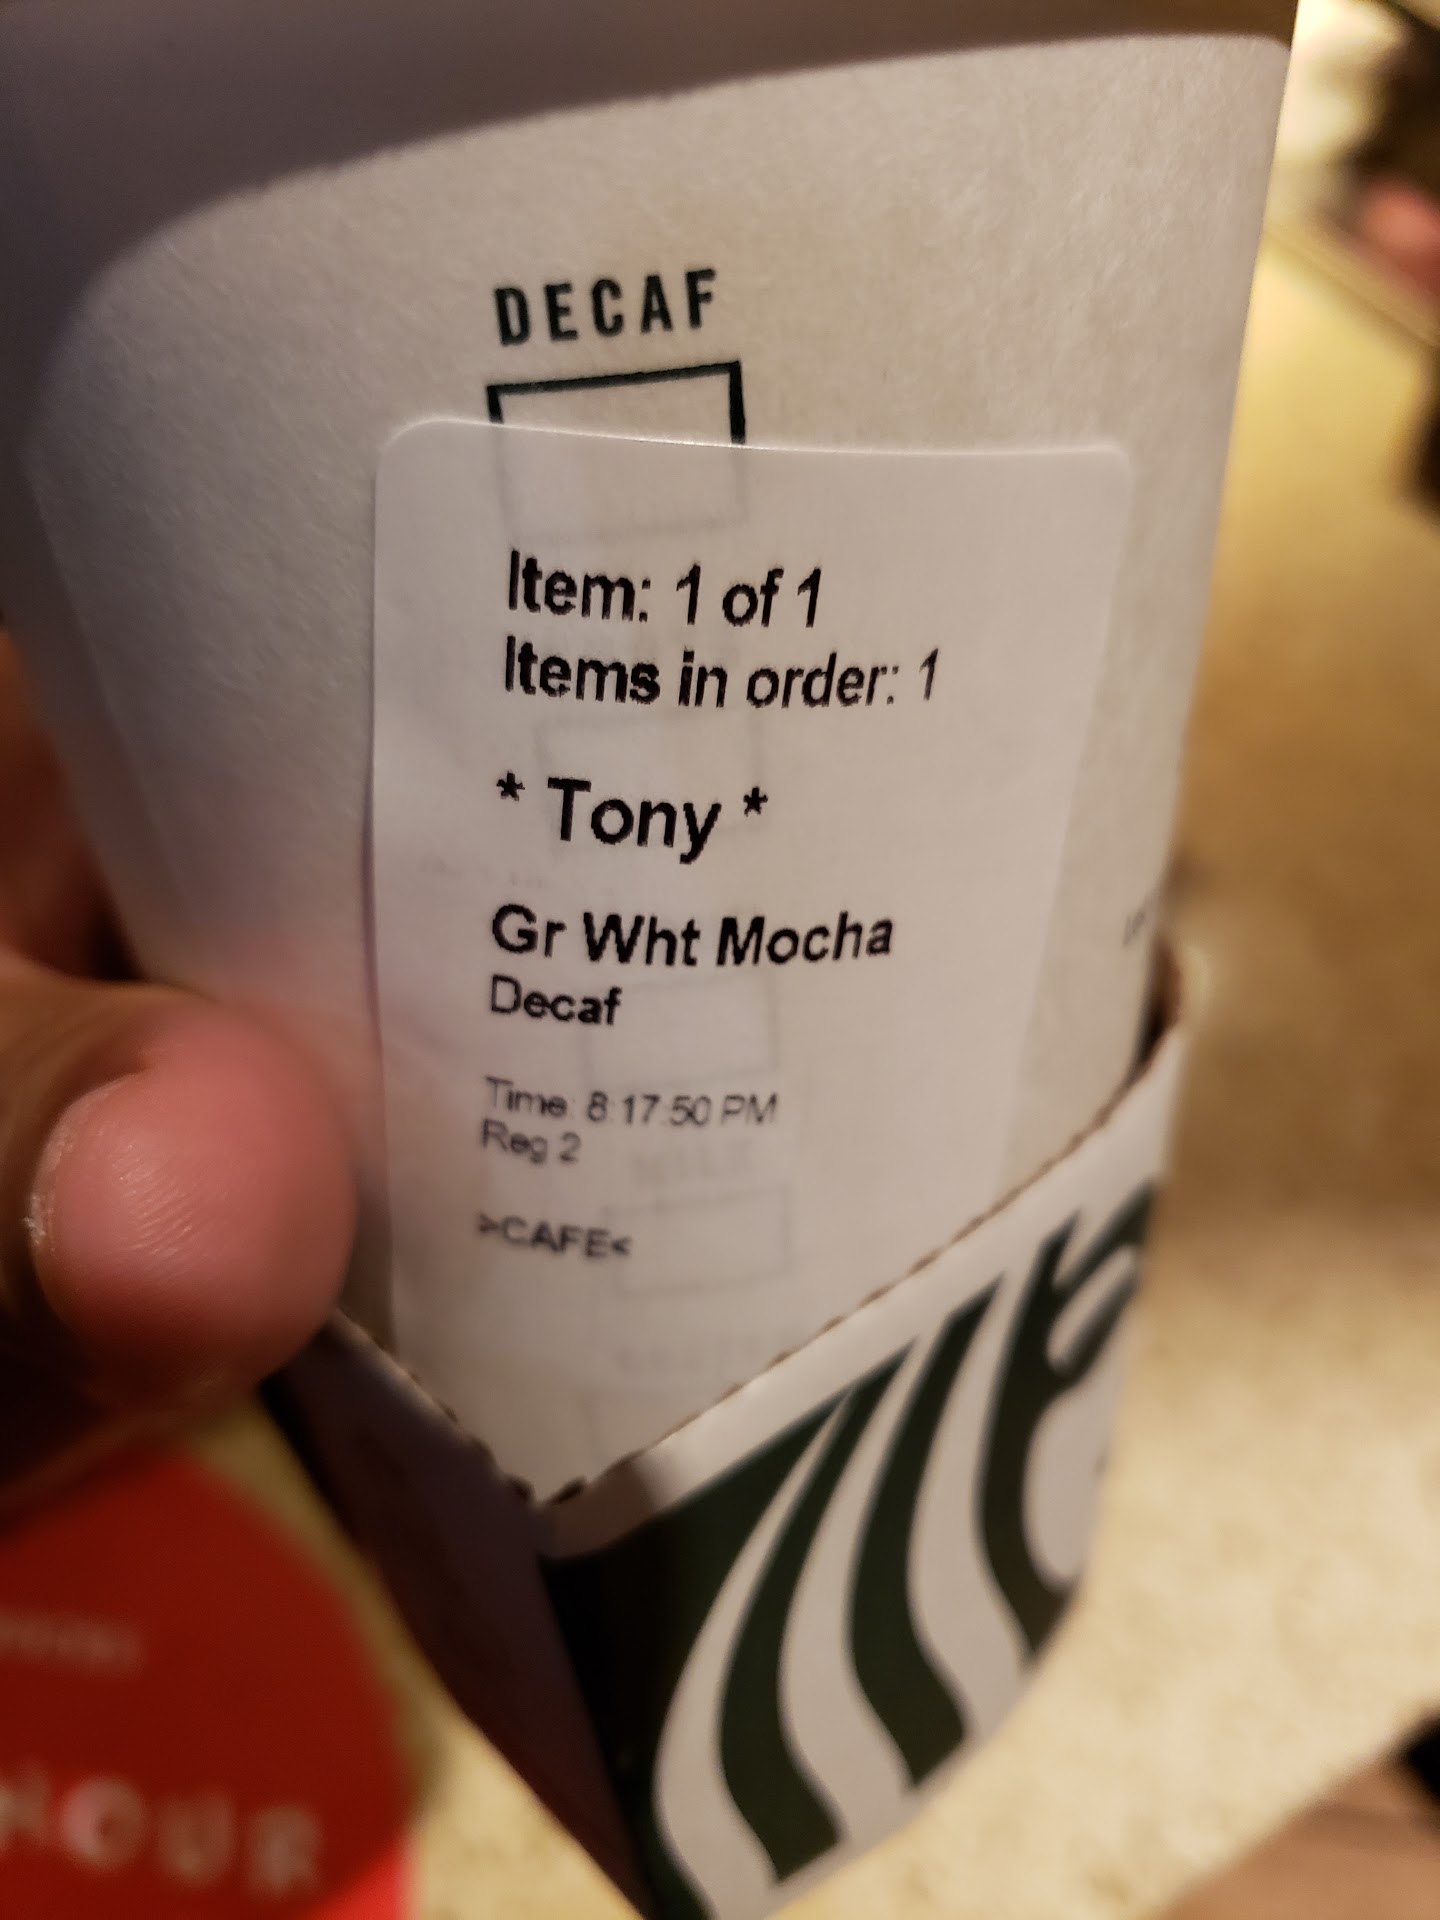 DECAF
Item: 1 of 1
Items in order: 1
* Tony *
Gr Wht Mocha
Decaf
Time: 8:17:50 PM
Reg 2
>CAFE<
HOUR